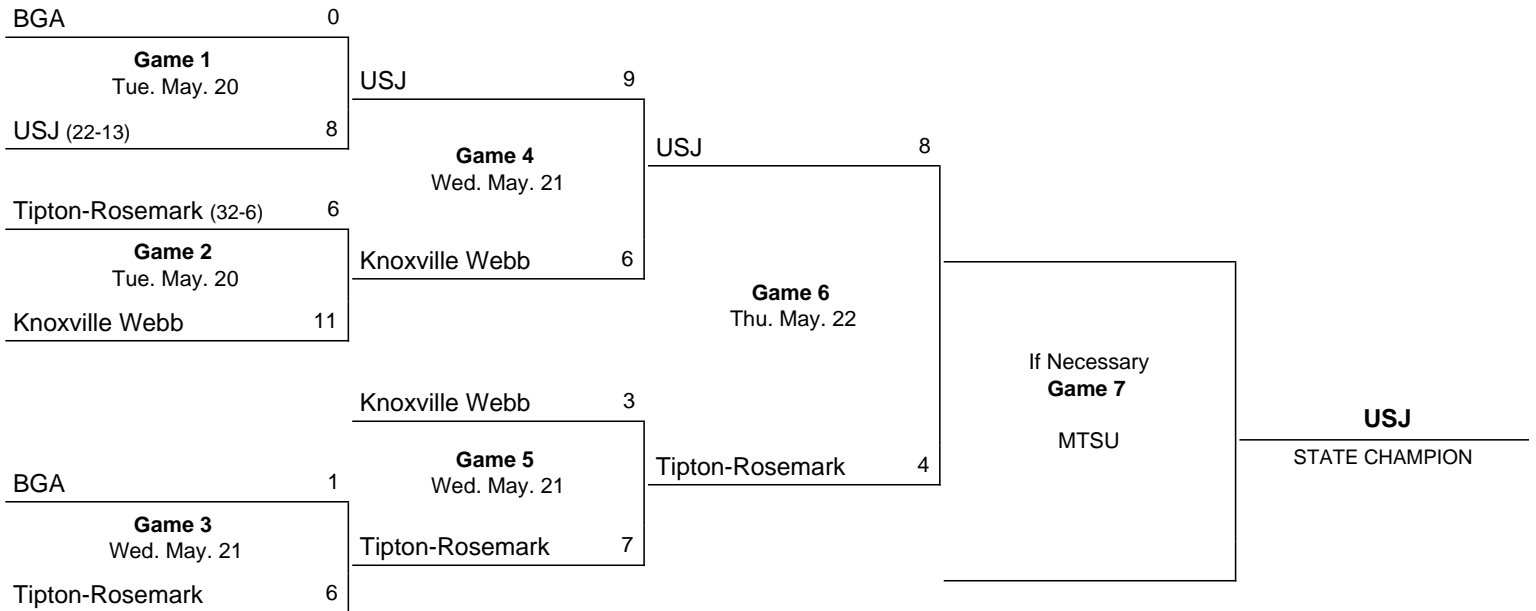 BGA 0
Game 1
Tue. May. 20
USJ (22-13) 8
Tipton-Rosemark (32-6) 6
Game 2
Tue. May. 20
Knoxville Webb 11
USJ 9
Game 4
Wed. May. 21
Knoxville Webb 6
USJ 8
Game 6
Thu. May. 22
Tipton-Rosemark 4
Knoxville Webb 3
Game 5
Wed. May. 21
Tipton-Rosemark 7
BGA 1
Game 3
Wed. May. 21
Tipton-Rosemark 6
If Necessary
Game 7
MTSU
USJ
STATE CHAMPION